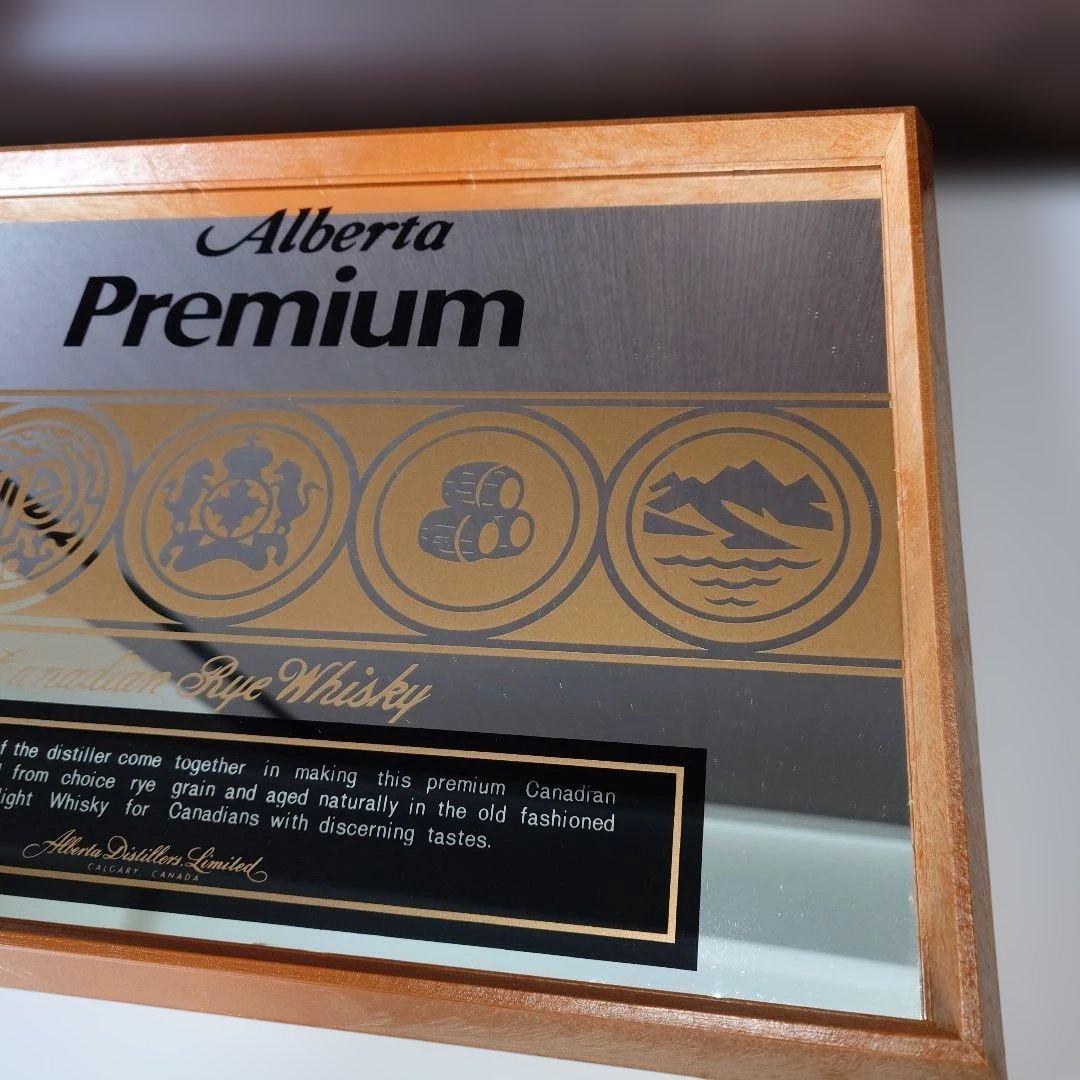 Alberta
Premium
Canadian Rye Whisky
f the distiller come together in making this premium Canadian
from choice rye grain and aged naturally in the old fashioned
light Whisky for Canadians with discerning tastes.
Alberta Distillers, Limited
CALGARY, CANADA